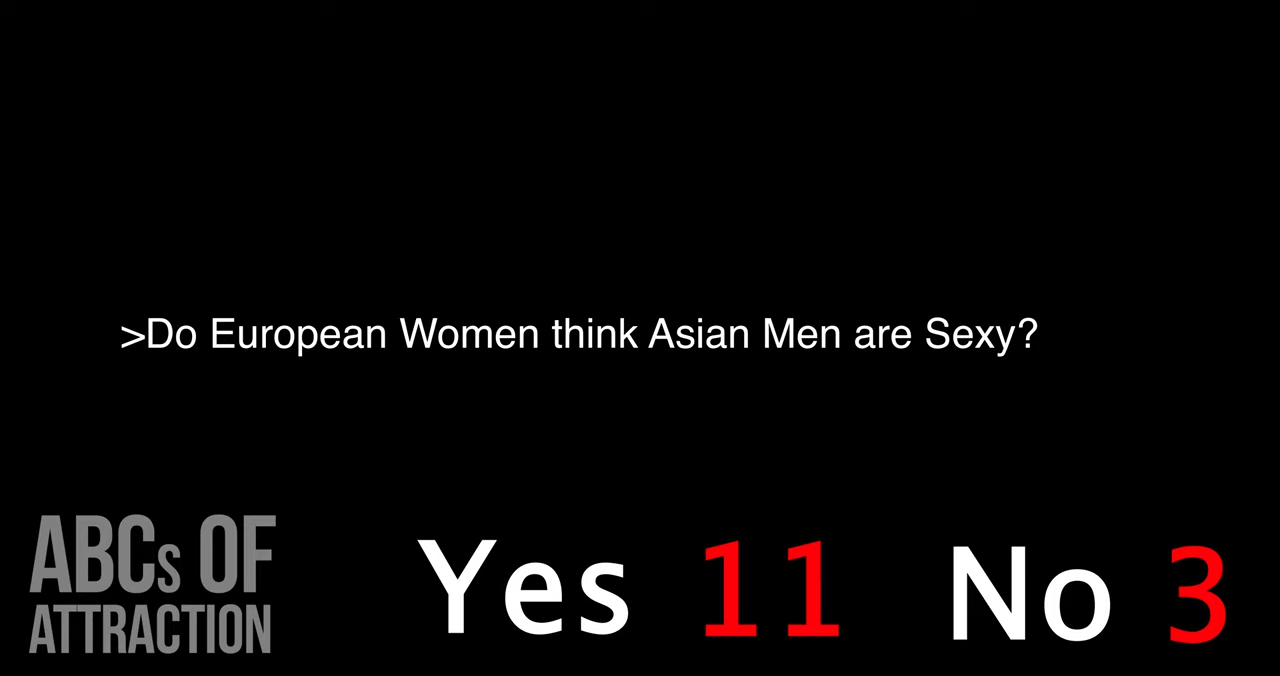 >Do European Women think Asian Men are Sexy?
ABCs OF
ATTRACTION
Yes 11 No 3